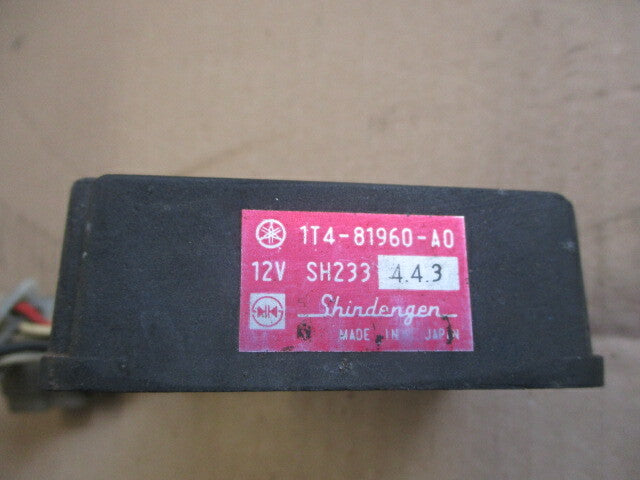 1T4-81960-A0
12V SH233 4.4.3
Shindengen
MADE IN JAPAN